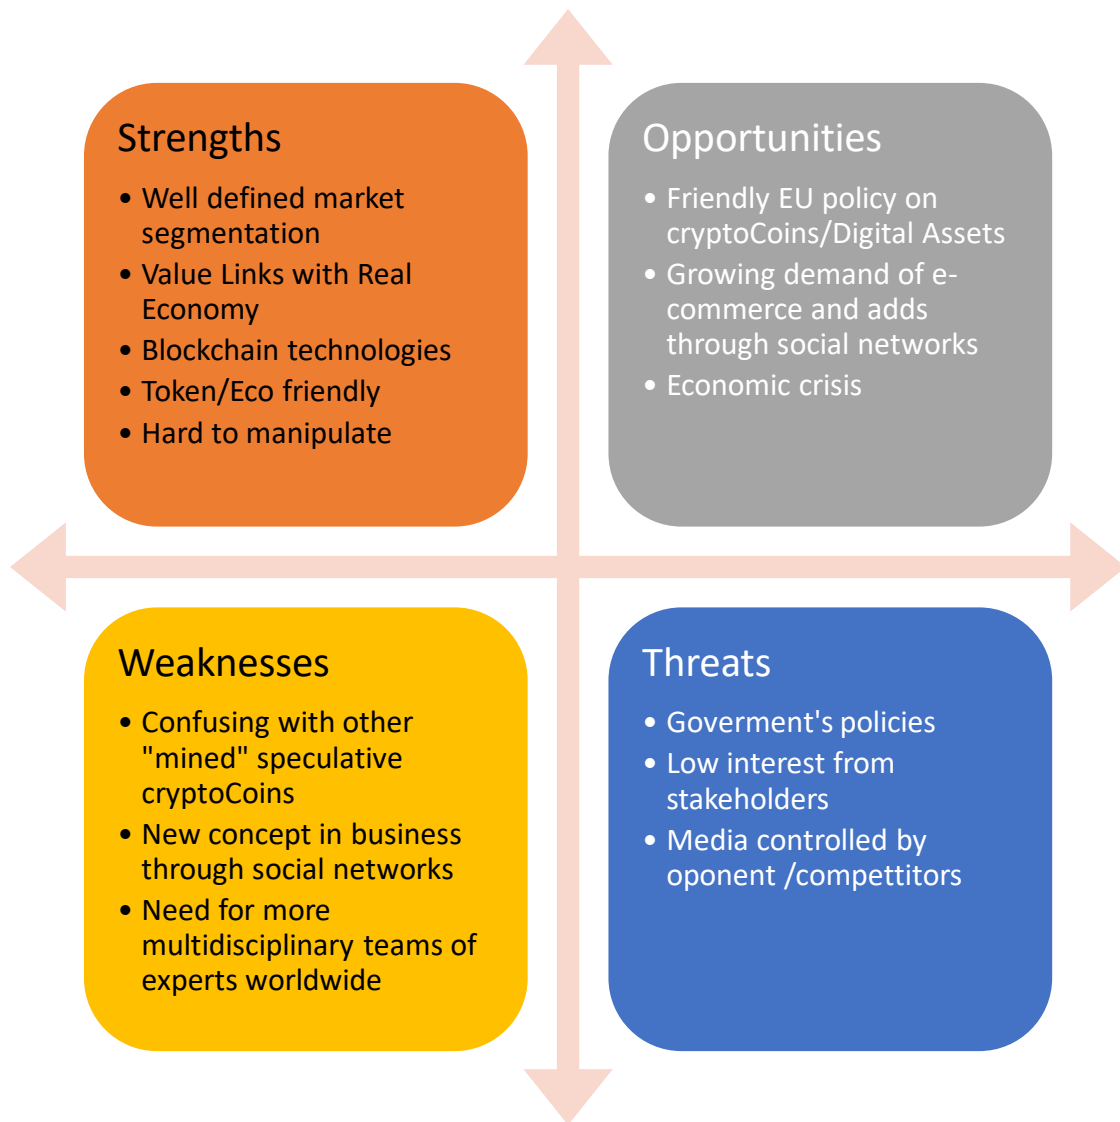 Strengths
• Well defined market
segmentation
• Value Links with Real
Economy
• Blockchain technologies
• Token/Eco friendly
• Hard to manipulate
Opportunities
• Friendly EU policy on
cryptoCoins/Digital Assets
• Growing demand of e-
commerce and adds
through social networks
• Economic crisis
Weaknesses
• Confusing with other
"mined" speculative
cryptoCoins
• New concept in business
through social networks
• Need for more
multidisciplinary teams of
experts worldwide
Threats
• Goverment's policies
• Low interest from
stakeholders
• Media controlled by
oponent /compettitors